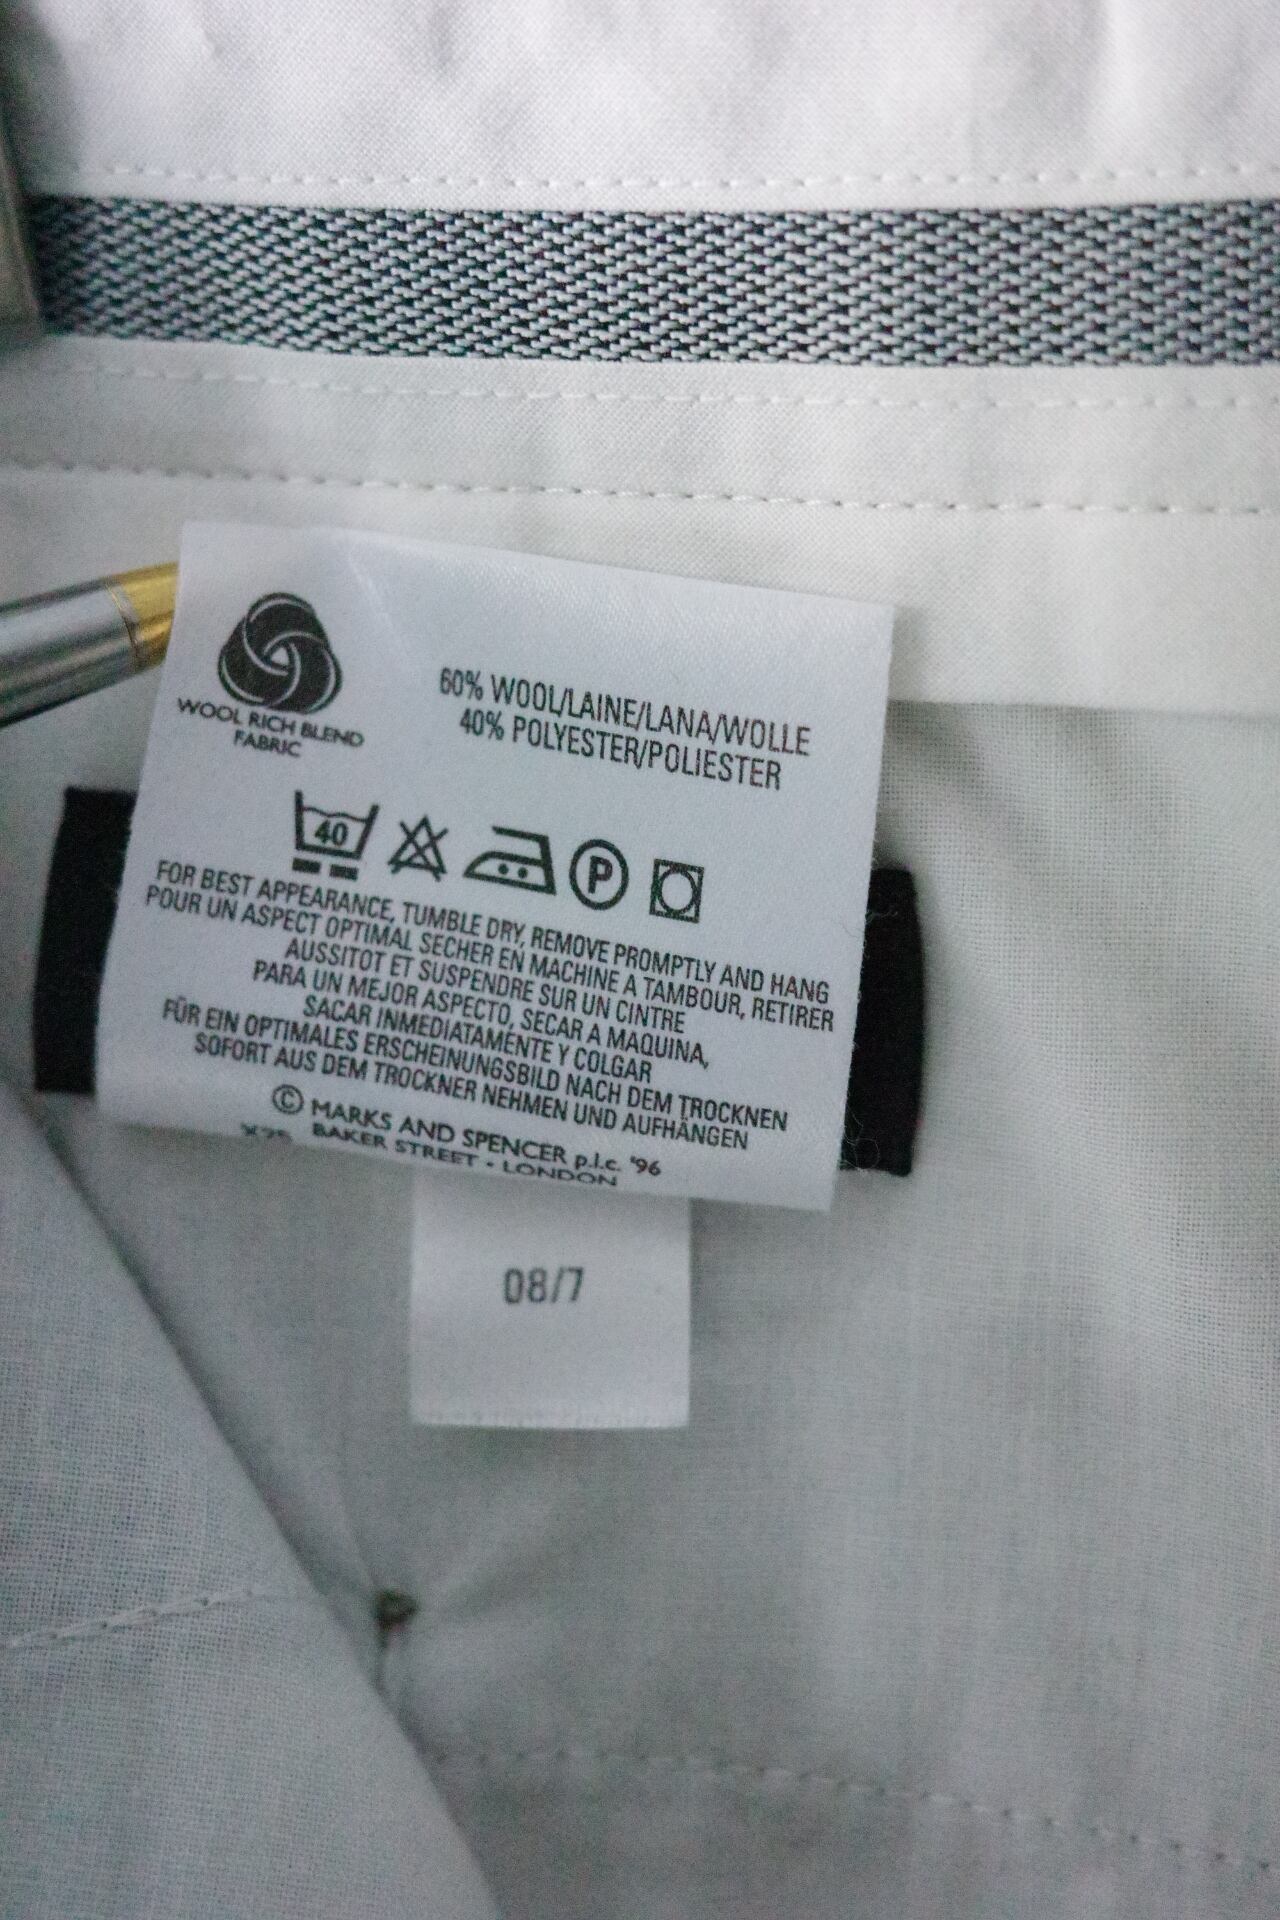 WOOL RICH BLEND
FABRIC
60% WOOL/LAINE/LANA/WOLLE
40% POLYESTER/POLIESTER
40
P
FOR BEST APPEARANCE, TUMBLE DRY, REMOVE PROMPTLY AND HANG
POUR UN ASPECT OPTIMAL SECHER EN MACHINE A TAMBOUR, RETIRER
AUSSITOT ET SUSPENDRE SUR UN CINTRE
PARA UN MEJOR ASPECTO, SECAR A MAQUINA,
SACAR INMEDIATAMENTE Y COLGAR
FÜR EIN OPTIMALES ERSCHEINUNGSBILD NACH DEM TROCKNEN
SOFORT AUS DEM TROCKNER NEHMEN UND AUFHÄNGEN
© MARKS AND SPENCER p.l.c. '96
BAKER STREET • LONDON
08/7